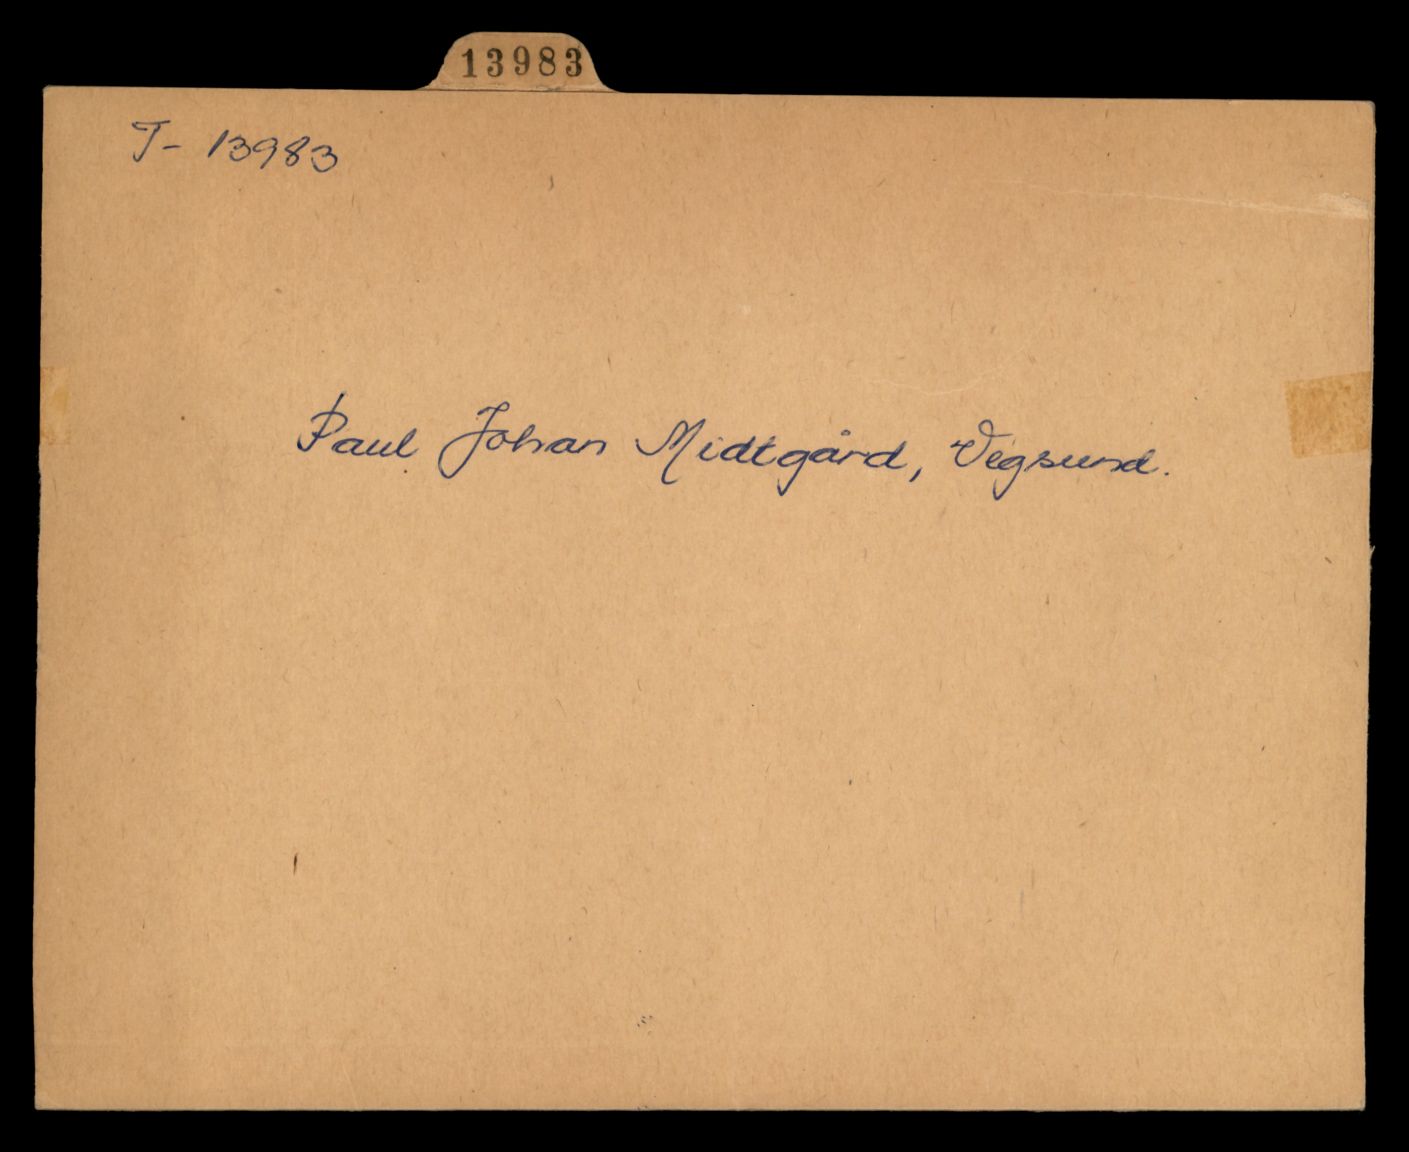 13983
T- 13983
Paul Johan Midtgård, Vegsund.